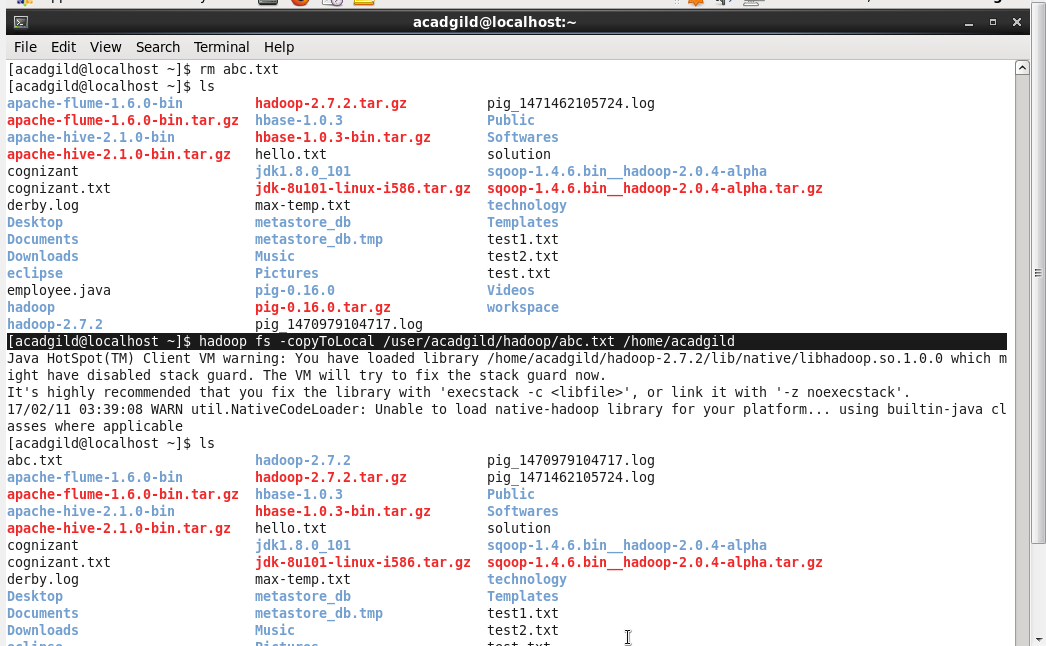 acadgild@localhost:~
File Edit View Search Terminal Help
[acadgild@localhost ~]$ rm abc.txt
[acadgild@localhost ~]$ ls
apache-flume-1.6.0-bin hadoop-2.7.2.tar.gz pig_1471462105724.log
apache-flume-1.6.0-bin.tar.gz hbase-1.0.3 Public
apache-hive-2.1.0-bin hbase-1.0.3-bin.tar.gz Softwares
apache-hive-2.1.0-bin.tar.gz hello.txt solution
cognizant jdk1.8.0_101 sqoop-1.4.6.bin__hadoop-2.0.4-alpha
cognizant.txt jdk-8u101-linux-i586.tar.gz sqoop-1.4.6.bin__hadoop-2.0.4-alpha.tar.gz
derby.log max-temp.txt technology
Desktop metastore_db Templates
Documents metastore_db.tmp test1.txt
Downloads Music test2.txt
eclipse Pictures test.txt
employee.java pig-0.16.0 Videos
hadoop pig-0.16.0.tar.gz workspace
hadoop-2.7.2 pig_1470979104717.log
[acadgild@localhost ~]$ hadoop fs -copyToLocal /user/acadgild/hadoop/abc.txt /home/acadgild
Java HotSpot(TM) Client VM warning: You have loaded library /home/acadgild/hadoop-2.7.2/lib/native/libhadoop.so.1.0.0 which m
ight have disabled stack guard. The VM will try to fix the stack guard now.
It's highly recommended that you fix the library with 'execstack -c <libfile>', or link it with '-z noexecstack'.
17/02/11 03:39:08 WARN util.NativeCodeLoader: Unable to load native-hadoop library for your platform... using builtin-java cl
asses where applicable
[acadgild@localhost ~]$ ls
abc.txt hadoop-2.7.2 pig_1470979104717.log
apache-flume-1.6.0-bin hadoop-2.7.2.tar.gz pig_1471462105724.log
apache-flume-1.6.0-bin.tar.gz hbase-1.0.3 Public
apache-hive-2.1.0-bin hbase-1.0.3-bin.tar.gz Softwares
apache-hive-2.1.0-bin.tar.gz hello.txt solution
cognizant jdk1.8.0_101 sqoop-1.4.6.bin__hadoop-2.0.4-alpha
cognizant.txt jdk-8u101-linux-i586.tar.gz sqoop-1.4.6.bin__hadoop-2.0.4-alpha.tar.gz
derby.log max-temp.txt technology
Desktop metastore_db Templates
Documents metastore_db.tmp test1.txt
Downloads Music test2.txt